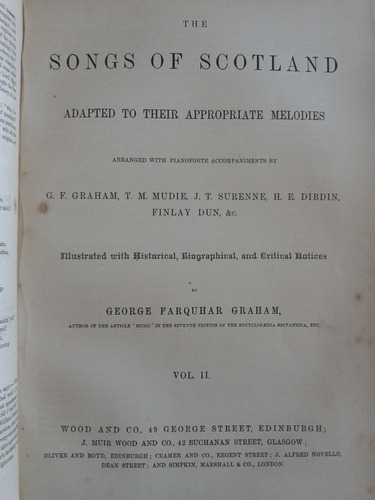 THE
SONGS OF SCOTLAND
ADAPTED TO THEIR APPROPRIATE MELODIES
ARRANGED WITH PIANOFORTE ACCOMPANIMENTS BY
G. F. GRAHAM, T. M. MUDIE, J. T. SURENNE, H. E. DIBDIN,
FINLAY DUN, &c.
Illustrated with Historical, Biographical, and Critical Notices
BY
GEORGE FARQUHAR GRAHAM,
AUTHOR OF THE ARTICLE "MUSIC" IN THE SEVENTH EDITION OF THE ENCYCLOPÆDIA BRITANNICA, ETC.
VOL. II.
WOOD AND CO., 49 GEORGE STREET, EDINBURGH;
J. MUIR WOOD AND CO., 42 BUCHANAN STREET, GLASGOW;
OLIVER AND BOYD, EDINBURGH; CRAMER AND CO., REGENT STREET; J. ALFRED NOVELLO,
DEAN STREET; AND SIMPKIN, MARSHALL & CO., LONDON.